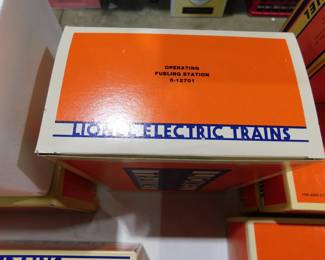 OPERATING
FUELING STATION
6-12701
LIONEL ELECTRIC TRAINS